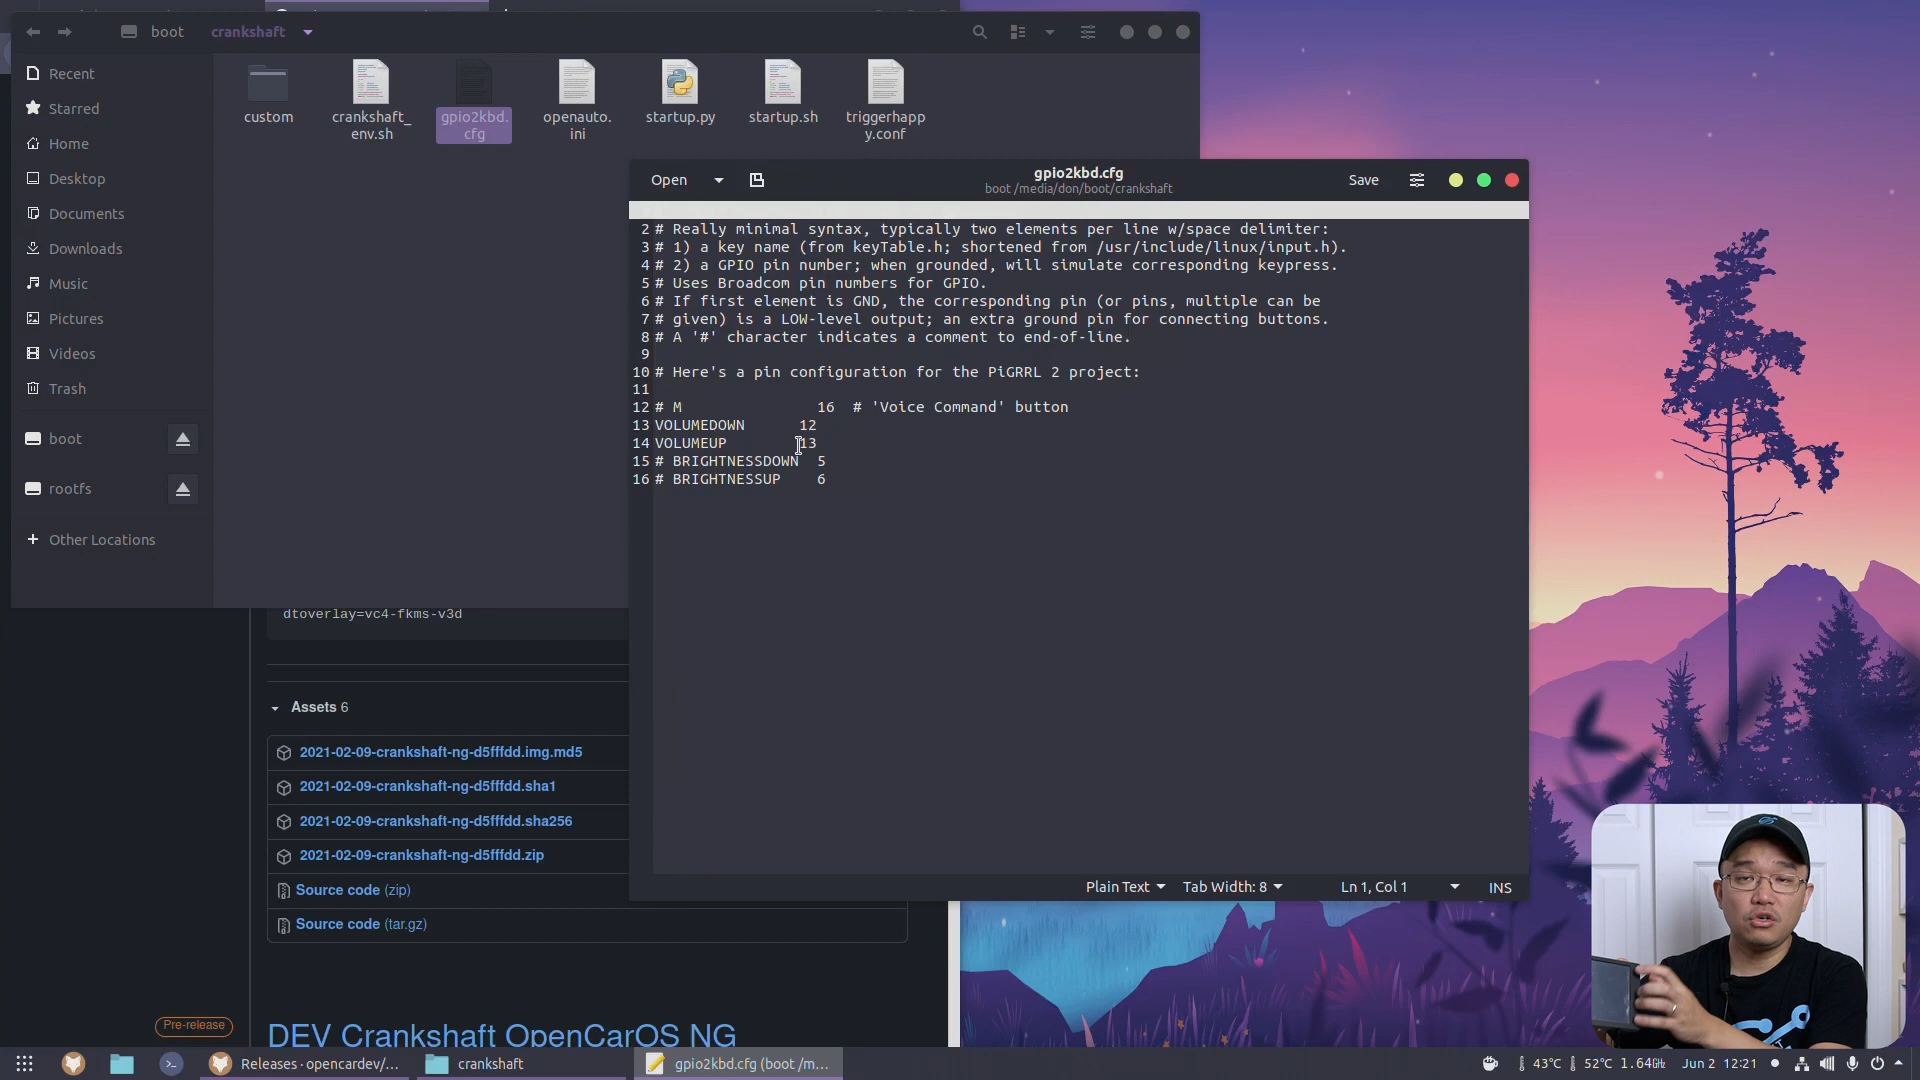 boot
crankshaft
Recent
Starred
Home
Desktop
Documents
Downloads
Music
Pictures
Videos
Trash
boot
rootfs
Other Locations
custom
crankshaft_
env.sh
gpio2kbd.
cfg
openauto.
ini
startup.py
startup.sh
triggerhapp
y.conf
Open
gpio2kbd.cfg
boot /media/don/boot/crankshaft
Save
2 # Really minimal syntax, typically two elements per line w/space delimiter:
3 # 1) a key name (from keyTable.h; shortened from /usr/include/linux/input.h).
4 # 2) a GPIO pin number; when grounded, will simulate corresponding keypress.
5 # Uses Broadcom pin numbers for GPIO.
6 # If first element is GND, the corresponding pin (or pins, multiple can be
7 # given) is a LOW-level output; an extra ground pin for connecting buttons.
8 # A '#' character indicates a comment to end-of-line.
9
10 # Here's a pin configuration for the PiGRRL 2 project:
11
12 # M 16 # 'Voice Command' button
13 VOLUMEDOWN 12
14 VOLUMEUP 13
15 # BRIGHTNESSDOWN 5
16 # BRIGHTNESSUP 6
Plain Text
Tab Width: 8
Ln 1, Col 1
INS
dtoverlay=vc4-fkms-v3d
Assets 6
2021-02-09-crankshaft-ng-d5fffdd.img.md5
2021-02-09-crankshaft-ng-d5fffdd.sha1
2021-02-09-crankshaft-ng-d5fffdd.sha256
2021-02-09-crankshaft-ng-d5fffdd.zip
Source code (zip)
Source code (tar.gz)
Pre-release
DEV Crankshaft OpenCarOS NG
Releases · opencardev/...
crankshaft
gpio2kbd.cfg (boot /m...
43°C
52°C 1.64GHz
Jun 2 12:21